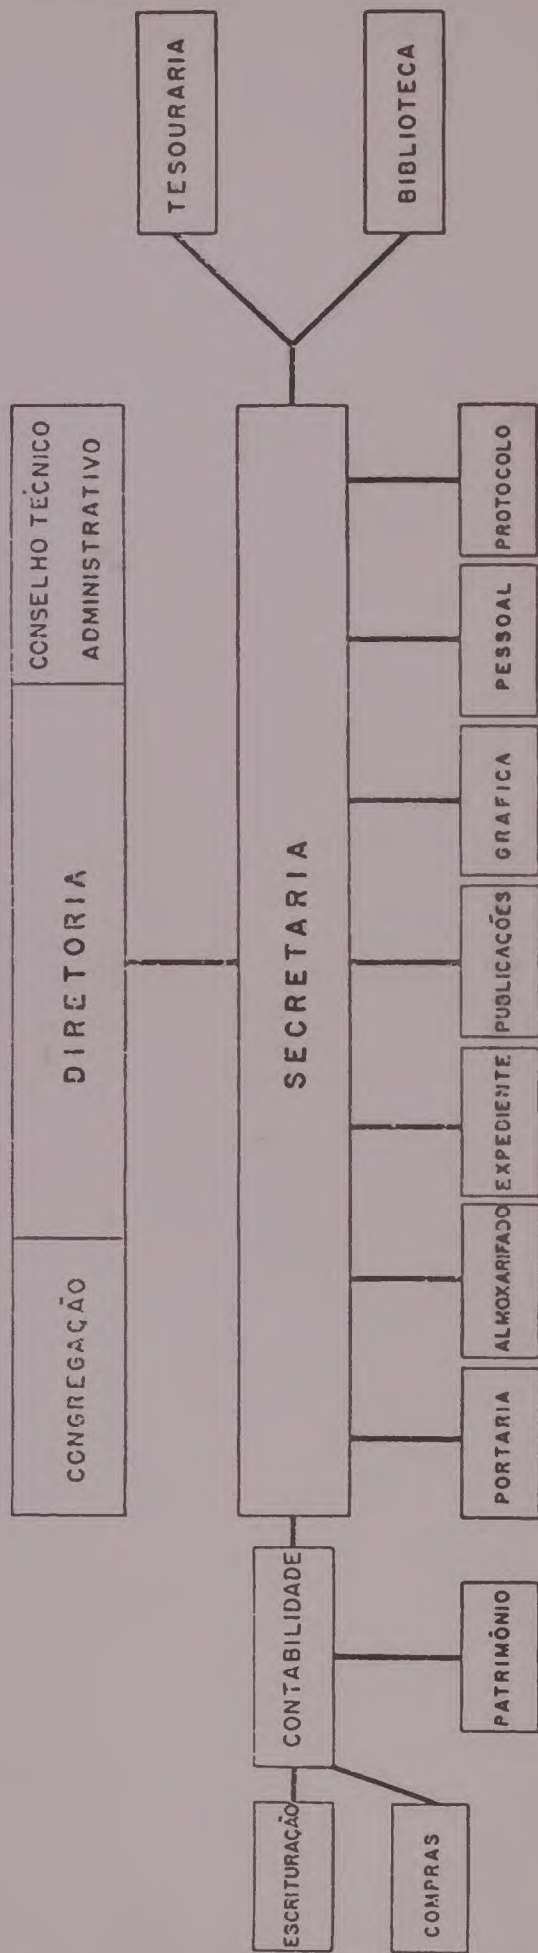 CONGREGAÇÃO
DIRETORIA
CONSELHO TÉCNICO
ADMINISTRATIVO
ESCRITURAÇÃO
CONTABILIDADE
SECRETARIA
TESOURARIA
BIBLIOTECA
COMPRAS
PATRIMÔNIO
PORTARIA
ALMOXARIFADO
EXPEDIENTE
PUBLICAÇÕES
GRAFICA
PESSOAL
PROTOCOLO